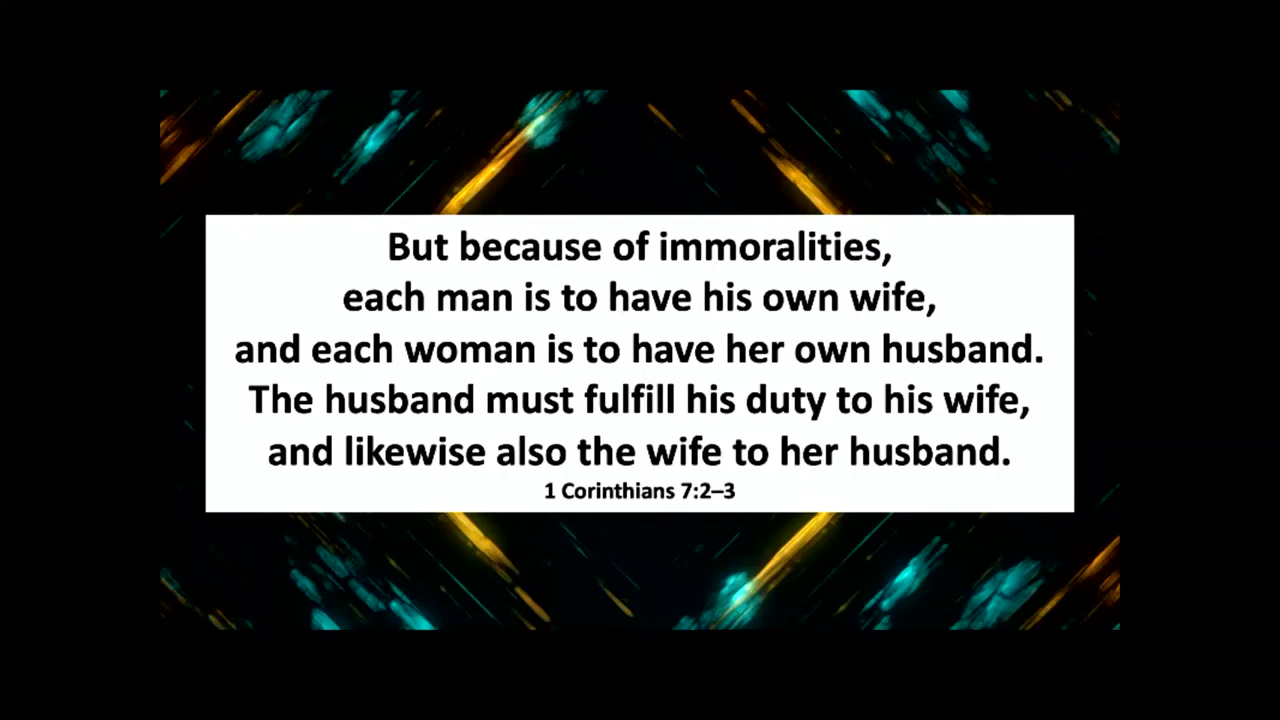 But because of immoralities,
each man is to have his own wife,
and each woman is to have her own husband.
The husband must fulfill his duty to his wife,
and likewise also the wife to her husband.
1 Corinthians 7:2–3